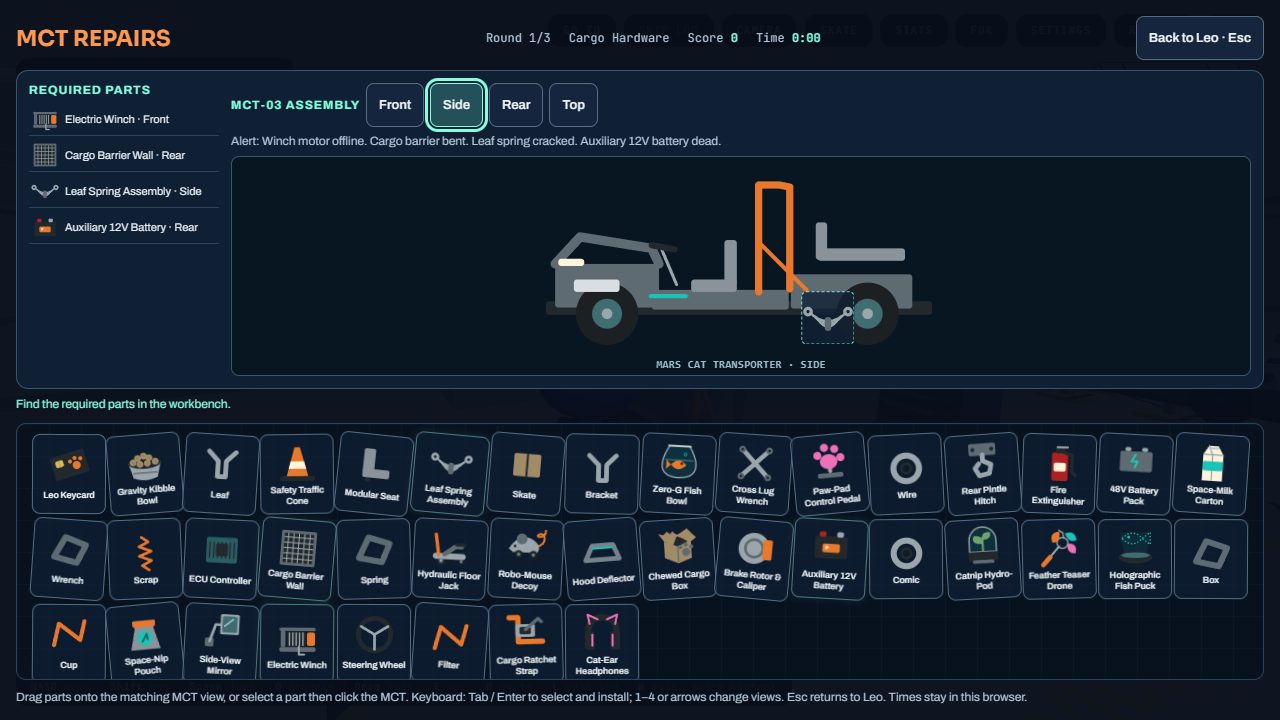 MCT REPAIRS
Round 1/3 Cargo Hardware Score 0 Time 0:00
Back to Leo · Esc
REQUIRED PARTS
Electric Winch · Front
Cargo Barrier Wall · Rear
Leaf Spring Assembly · Side
Auxiliary 12V Battery · Rear
MCT-03 ASSEMBLY
Front
Side
Rear
Top
Alert: Winch motor offline. Cargo barrier bent. Leaf spring cracked. Auxiliary 12V battery dead.
MARS CAT TRANSPORTER · SIDE
Find the required parts in the workbench.
Leo Keycard
Gravity Kibble
Bowl
Leaf
Safety Traffic
Cone
Modular Seat
Leaf Spring
Assembly
Skate
Bracket
Zero-G Fish
Bowl
Cross Lug
Wrench
Paw-Pad
Control Pedal
Wire
Rear Pintle
Hitch
Fire
Extinguisher
48V Battery
Pack
Space-Milk
Carton
Wrench
Scrap
ECU Controller
Cargo Barrier
Wall
Spring
Hydraulic Floor
Jack
Robo-Mouse
Decoy
Hood Deflector
Chewed Cargo
Box
Brake Rotor &
Caliper
Auxiliary 12V
Battery
Comic
Catnip Hydro-
Pod
Feather Teaser
Drone
Holographic
Fish Puck
Box
Cup
Space-Nip
Pouch
Side-View
Mirror
Electric Winch
Steering Wheel
Filter
Cargo Ratchet
Strap
Cat-Ear
Headphones
Drag parts onto the matching MCT view, or select a part then click the MCT. Keyboard: Tab / Enter to select and install; 1–4 or arrows change views. Esc returns to Leo. Times stay in this browser.